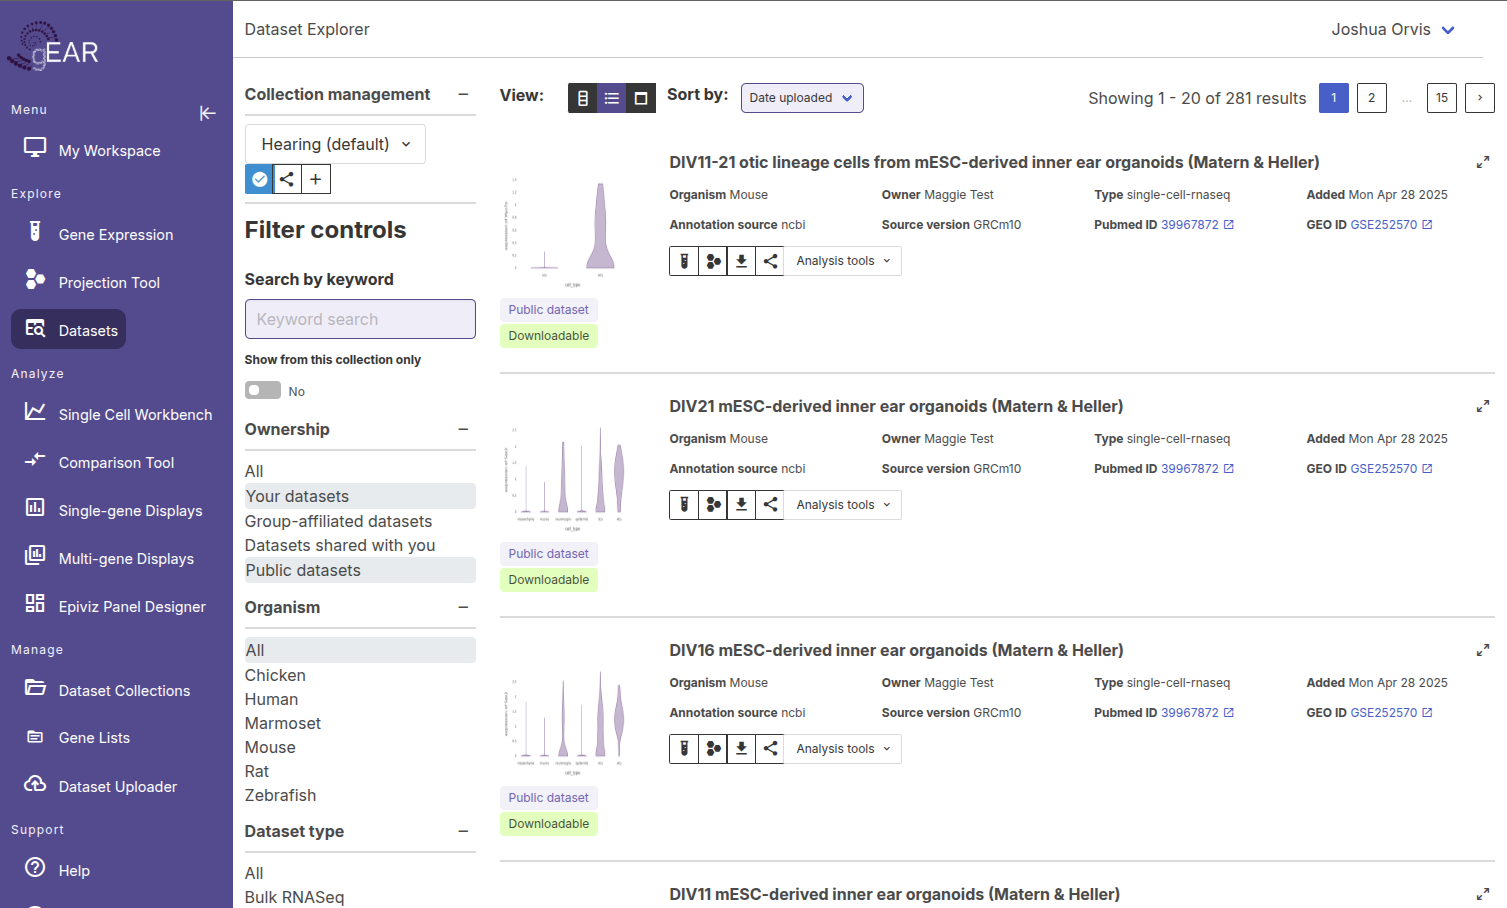 gEAR
Menu
My Workspace
Explore
Gene Expression
Projection Tool
Datasets
Analyze
Single Cell Workbench
Comparison Tool
Single-gene Displays
Multi-gene Displays
Epiviz Panel Designer
Manage
Dataset Collections
Gene Lists
Dataset Uploader
Support
Help
Dataset Explorer
Joshua Orvis
Collection management
Hearing (default)
Filter controls
Search by keyword
Keyword search
Show from this collection only
No
Ownership
All
Your datasets
Group-affiliated datasets
Datasets shared with you
Public datasets
Organism
All
Chicken
Human
Marmoset
Mouse
Rat
Zebrafish
Dataset type
All
Bulk RNASeq
View:
Sort by:
Date uploaded
Showing 1 - 20 of 281 results
1 2 ... 15 ›
DIV11-21 otic lineage cells from mESC-derived inner ear organoids (Matern & Heller)
Organism Mouse Owner Maggie Test Type single-cell-rnaseq Added Mon Apr 28 2025
Annotation source ncbi Source version GRCm10 Pubmed ID 39967872 GEO ID GSE252570
Analysis tools
cell_type
Public dataset
Downloadable
DIV21 mESC-derived inner ear organoids (Matern & Heller)
Organism Mouse Owner Maggie Test Type single-cell-rnaseq Added Mon Apr 28 2025
Annotation source ncbi Source version GRCm10 Pubmed ID 39967872 GEO ID GSE252570
Analysis tools
cell_type
Public dataset
Downloadable
DIV16 mESC-derived inner ear organoids (Matern & Heller)
Organism Mouse Owner Maggie Test Type single-cell-rnaseq Added Mon Apr 28 2025
Annotation source ncbi Source version GRCm10 Pubmed ID 39967872 GEO ID GSE252570
Analysis tools
cell_type
Public dataset
Downloadable
DIV11 mESC-derived inner ear organoids (Matern & Heller)